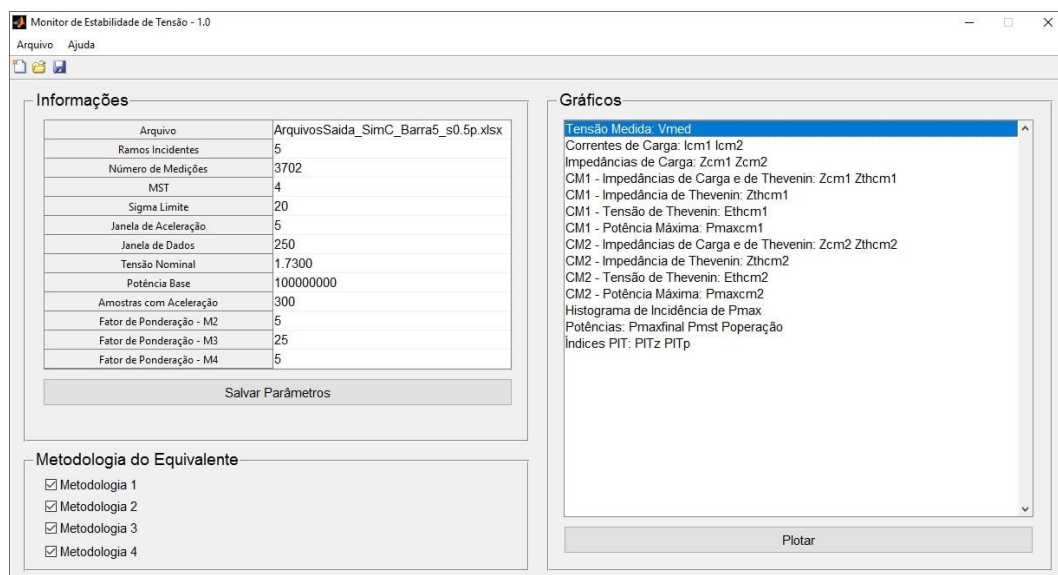 Monitor de Estabilidade de Tensão - 1.0
Arquivo Ajuda
Informações
Arquivo ArquivosSaida_SimC_Barra5_s0.5p.xlsx
Ramos Incidentes 5
Número de Medições 3702
MST 4
Sigma Limite 20
Janela de Aceleração 5
Janela de Dados 250
Tensão Nominal 1.7300
Potência Base 100000000
Amostras com Aceleração 300
Fator de Ponderação - M2 5
Fator de Ponderação - M3 25
Fator de Ponderação - M4 5
Salvar Parâmetros
Metodologia do Equivalente
Metodologia 1
Metodologia 2
Metodologia 3
Metodologia 4
Gráficos
Tensão Medida: Vmed
Correntes de Carga: Icm1 Icm2
Impedâncias de Carga: Zcm1 Zcm2
CM1 - Impedâncias de Carga e de Thevenin: Zcm1 Zthcm1
CM1 - Impedância de Thevenin: Zthcm1
CM1 - Tensão de Thevenin: Ethcm1
CM1 - Potência Máxima: Pmaxcm1
CM2 - Impedâncias de Carga e de Thevenin: Zcm2 Zthcm2
CM2 - Impedância de Thevenin: Zthcm2
CM2 - Tensão de Thevenin: Ethcm2
CM2 - Potência Máxima: Pmaxcm2
Histograma de Incidência de Pmax
Potências: Pmaxfinal Pmst Poperação
Índices PIT: PITz PITp
Plotar